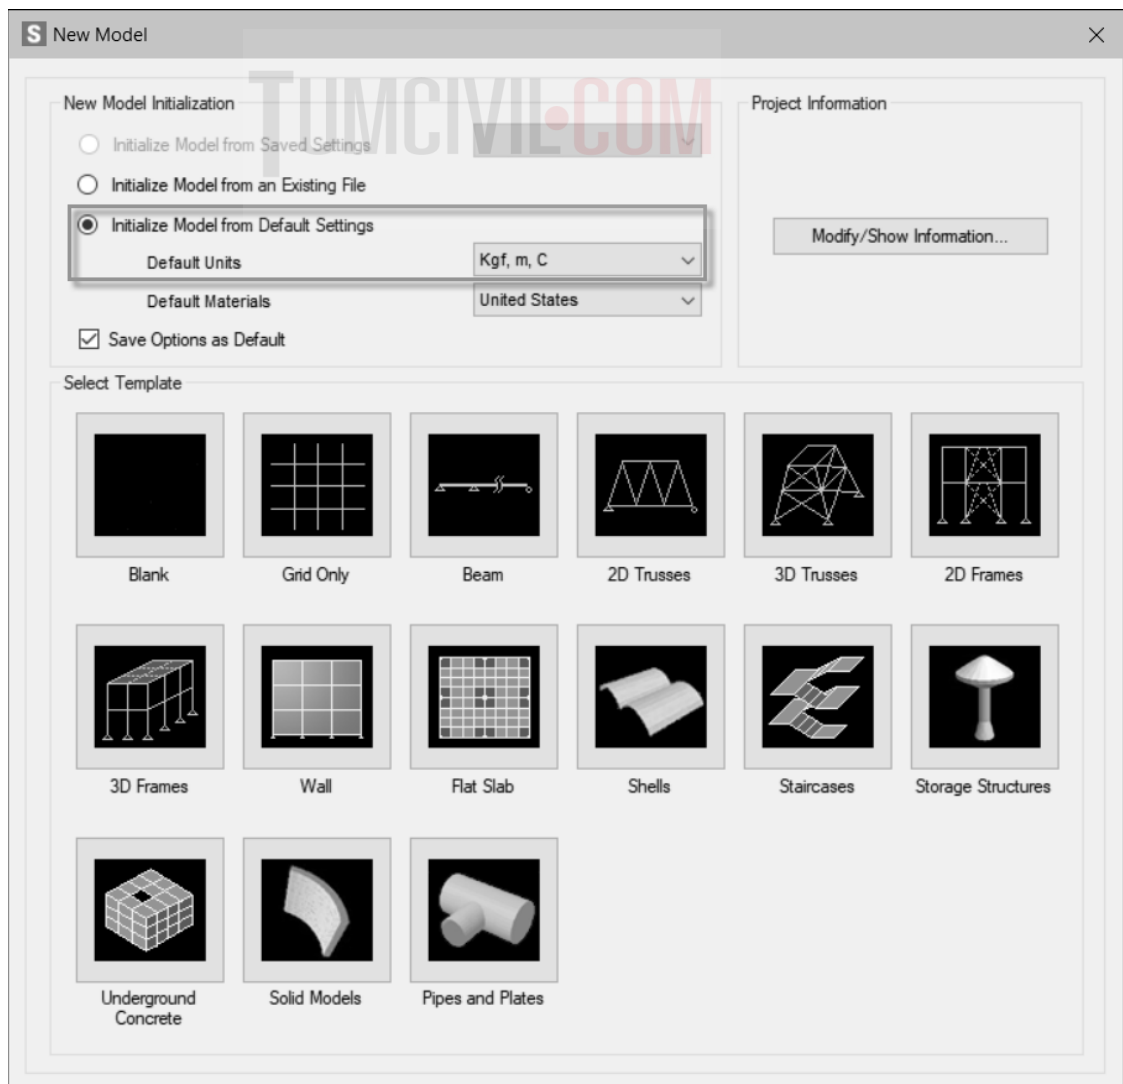 S New Model
TUMCIVIL.COM
New Model Initialization
Initialize Model from Saved Settings
Initialize Model from an Existing File
Initialize Model from Default Settings
Default Units
Kgf, m, C
Default Materials
United States
Save Options as Default
Project Information
Modify/Show Information...
Select Template
Blank
Grid Only
Beam
2D Trusses
3D Trusses
2D Frames
3D Frames
Wall
Flat Slab
Shells
Staircases
Storage Structures
Underground
Concrete
Solid Models
Pipes and Plates